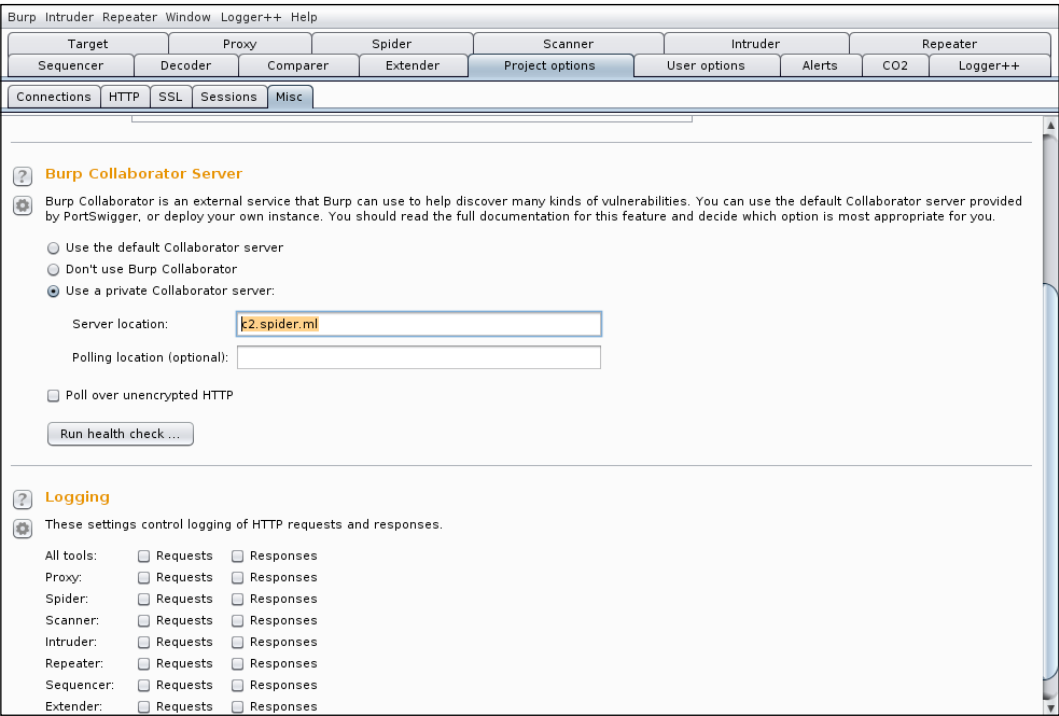 Burp Intruder Repeater Window Logger++ Help
Target Proxy Spider Scanner Intruder Repeater
Sequencer Decoder Comparer Extender Project options User options Alerts CO2 Logger++
Connections HTTP SSL Sessions Misc
? Burp Collaborator Server
Burp Collaborator is an external service that Burp can use to help discover many kinds of vulnerabilities. You can use the default Collaborator server provided
by PortSwigger, or deploy your own instance. You should read the full documentation for this feature and decide which option is most appropriate for you.
Use the default Collaborator server
Don't use Burp Collaborator
Use a private Collaborator server:
Server location: c2.spider.ml
Polling location (optional):
Poll over unencrypted HTTP
Run health check ...
? Logging
These settings control logging of HTTP requests and responses.
All tools: Requests Responses
Proxy: Requests Responses
Spider: Requests Responses
Scanner: Requests Responses
Intruder: Requests Responses
Repeater: Requests Responses
Sequencer: Requests Responses
Extender: Requests Responses